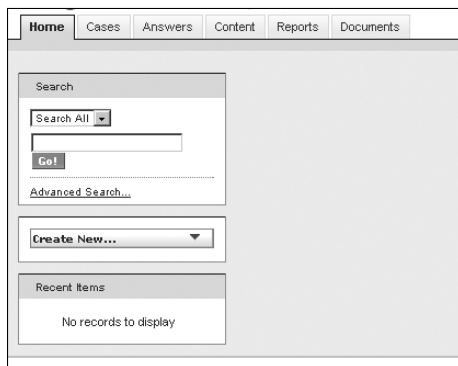 Home Cases Answers Content Reports Documents
Search
Search All
Go!
Advanced Search...
Create New...
Recent Items
No records to display